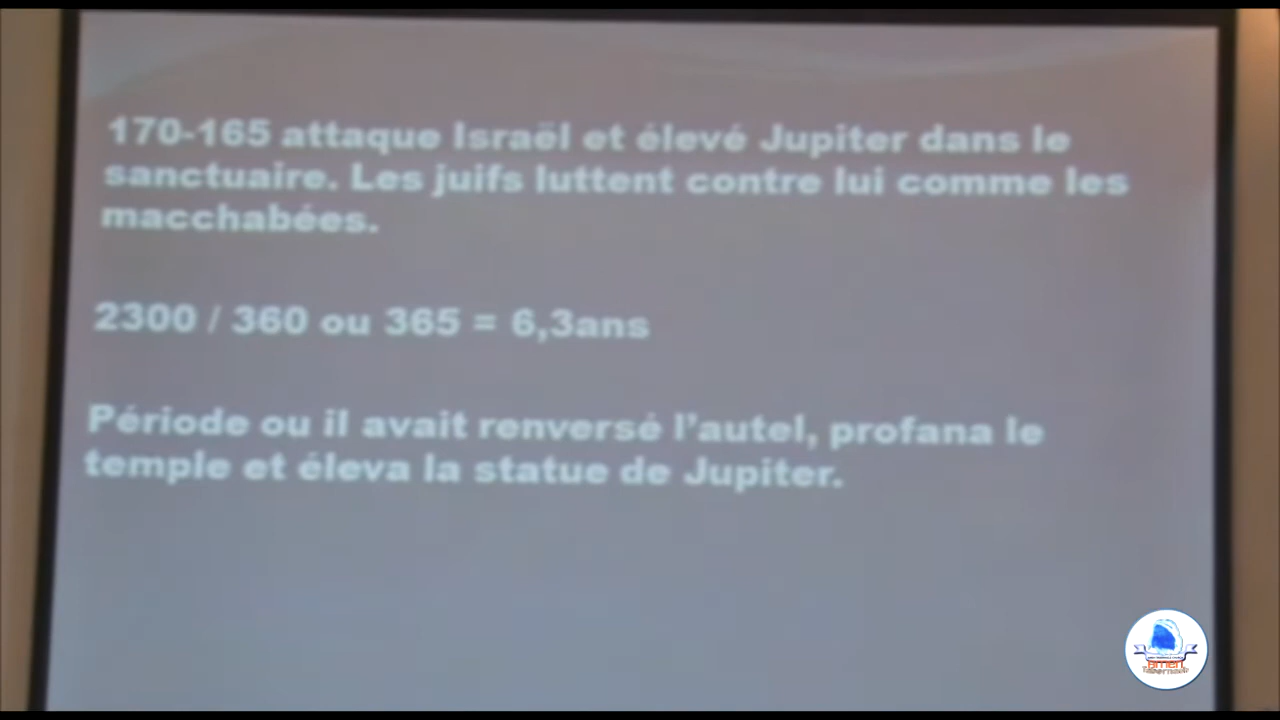 170-165 attaque Israël et élevé Jupiter dans le
sanctuaire. Les juifs luttent contre lui comme les
macchabées.
2300 / 360 ou 365 = 6,3ans
Période ou il avait renversé l’autel, profana le
temple et éleva la statue de Jupiter.